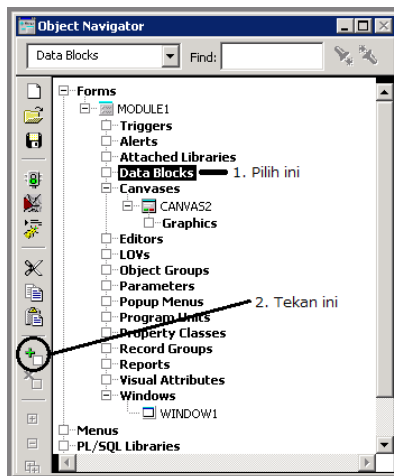 Object Navigator
Data Blocks Find:
Forms
MODULE1
Triggers
Alerts
Attached Libraries
Data Blocks 1. Pilih ini
Canvases
CANVAS2
Graphics
Editors
LOVs
Object Groups
Parameters
Popup Menus 2. Tekan ini
Program Units
Property Classes
Record Groups
Reports
Visual Attributes
Windows
WINDOW1
Menus
PL/SQL Libraries